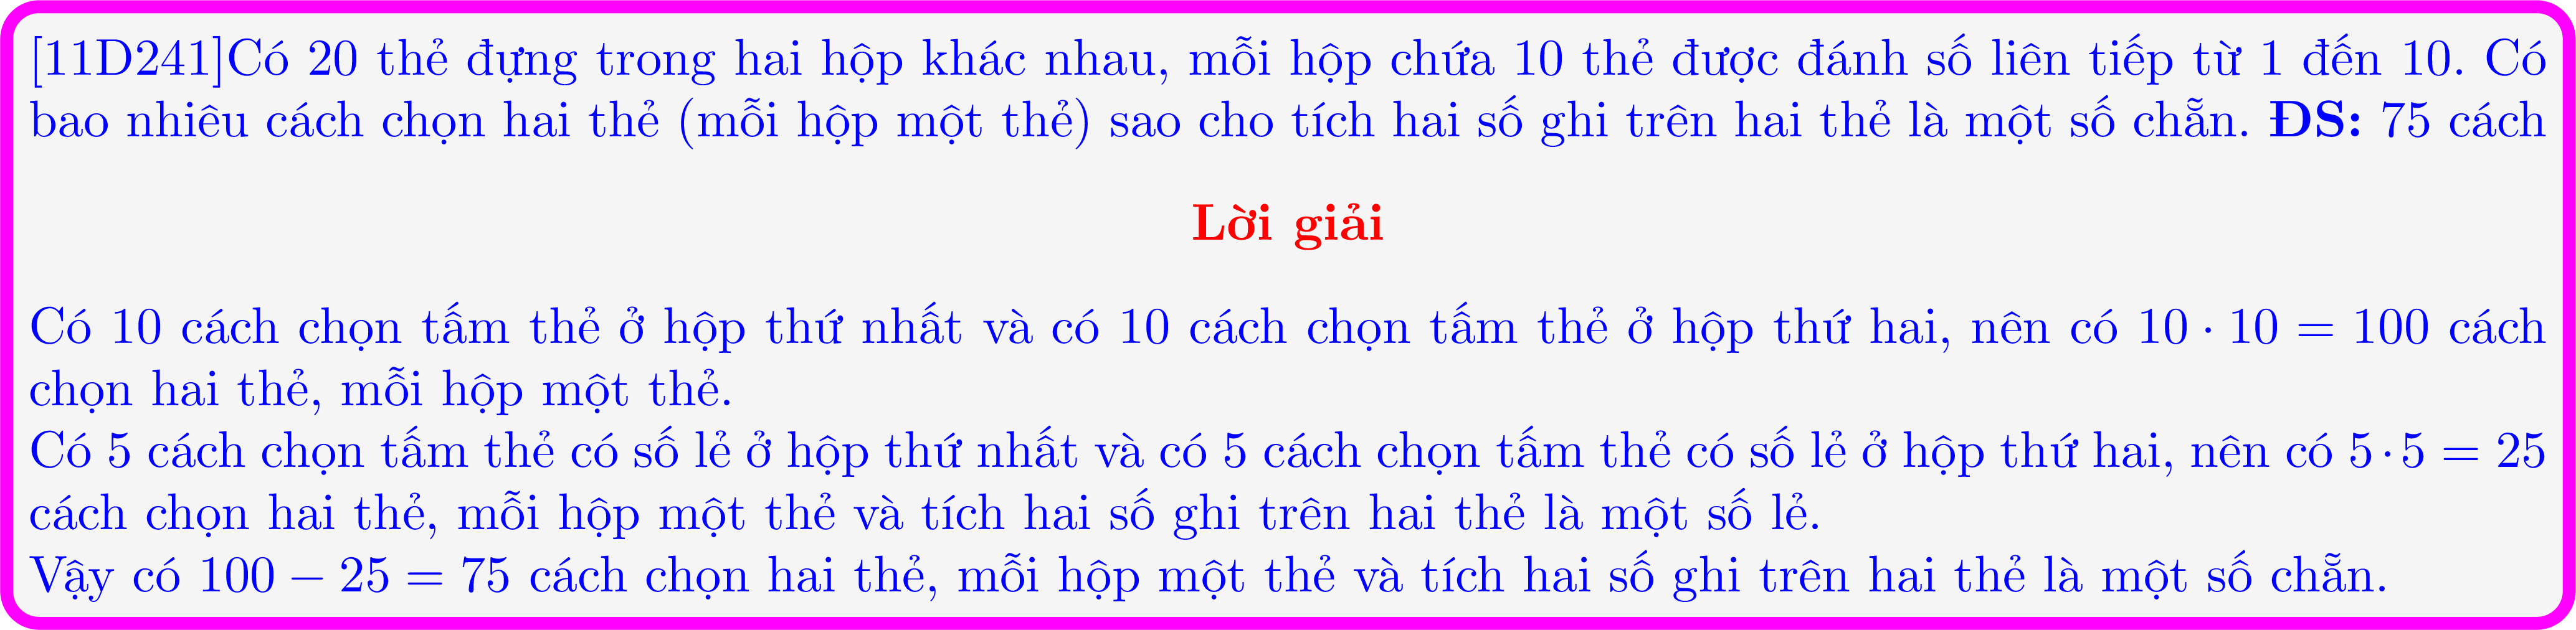 [11D241]Có 20 thẻ đựng trong hai hộp khác nhau, mỗi hộp chứa 10 thẻ được đánh số liên tiếp từ 1 đến 10. Có
bao nhiêu cách chọn hai thẻ (mỗi hộp một thẻ) sao cho tích hai số ghi trên hai thẻ là một số chẵn. ĐS: 75 cách
Lời giải
Có 10 cách chọn tấm thẻ ở hộp thứ nhất và có 10 cách chọn tấm thẻ ở hộp thứ hai, nên có 10 · 10 = 100 cách
chọn hai thẻ, mỗi hộp một thẻ.
Có 5 cách chọn tấm thẻ có số lẻ ở hộp thứ nhất và có 5 cách chọn tấm thẻ có số lẻ ở hộp thứ hai, nên có 5 · 5 = 25
cách chọn hai thẻ, mỗi hộp một thẻ và tích hai số ghi trên hai thẻ là một số lẻ.
Vậy có 100 − 25 = 75 cách chọn hai thẻ, mỗi hộp một thẻ và tích hai số ghi trên hai thẻ là một số chẵn.